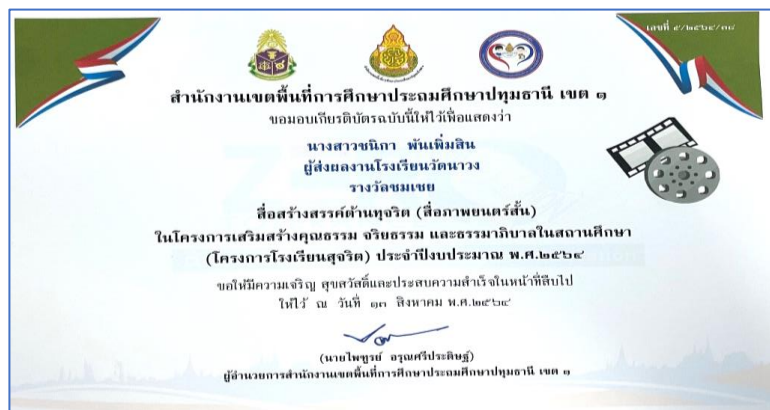 เลขที่ ๙/๒๕๖๔/๓๘
สำนักงานเขตพื้นที่การศึกษาประถมศึกษาปทุมธานี เขต ๑
ขอมอบเกียรติบัตรฉบับนี้ให้ไว้เพื่อแสดงว่า
นางสาวชนิกา พันเพิ่มสิน
ผู้ส่งผลงานโรงเรียนวัดนาวง
รางวัลชมเชย
สื่อสร้างสรรค์ต้านทุจริต (สื่อภาพยนตร์สั้น)
ในโครงการเสริมสร้างคุณธรรม จริยธรรม และธรรมาภิบาลในสถานศึกษา
(โครงการโรงเรียนสุจริต) ประจำปีงบประมาณ พ.ศ.๒๕๖๔
ขอให้มีความเจริญ สุขสวัสดิ์และประสบความสำเร็จในหน้าที่สืบไป
ให้ไว้ ณ วันที่ ๑๓ สิงหาคม พ.ศ.๒๕๖๔
(นายไพฑูรย์ อรุณศรีประดิษฐ์)
ผู้อำนวยการสำนักงานเขตพื้นที่การศึกษาประถมศึกษาปทุมธานี เขต ๑